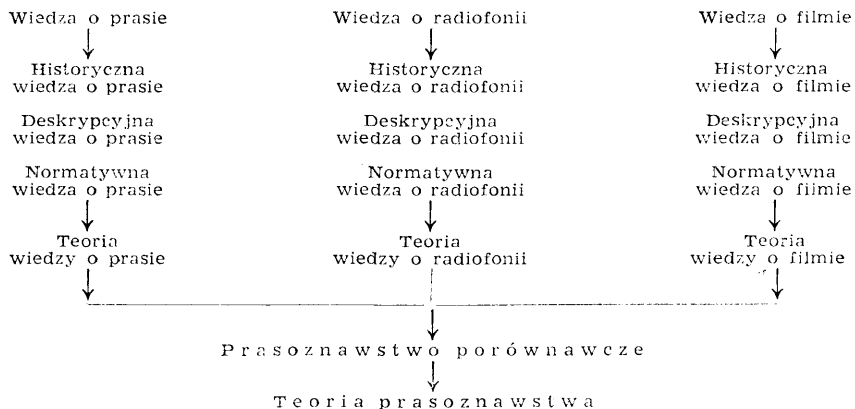 Wiedza o prasie
Wiedza o radiofonii
Wiedza o filmie
Historyczna
wiedza o prasie
Historyczna
wiedza o radiofonii
Historyczna
wiedza o filmie
Deskrypcyjna
wiedza o prasie
Deskrypcyjna
wiedza o radiofonii
Deskrypcyjna
wiedza o filmie
Normatywna
wiedza o prasie
Normatywna
wiedza o radiofonii
Normatywna
wiedza o filmie
Teoria
wiedzy o prasie
Teoria
wiedzy o radiofonii
Teoria
wiedzy o filmie
Prasoznawstwo porównawcze
Teoria prasoznawstwa